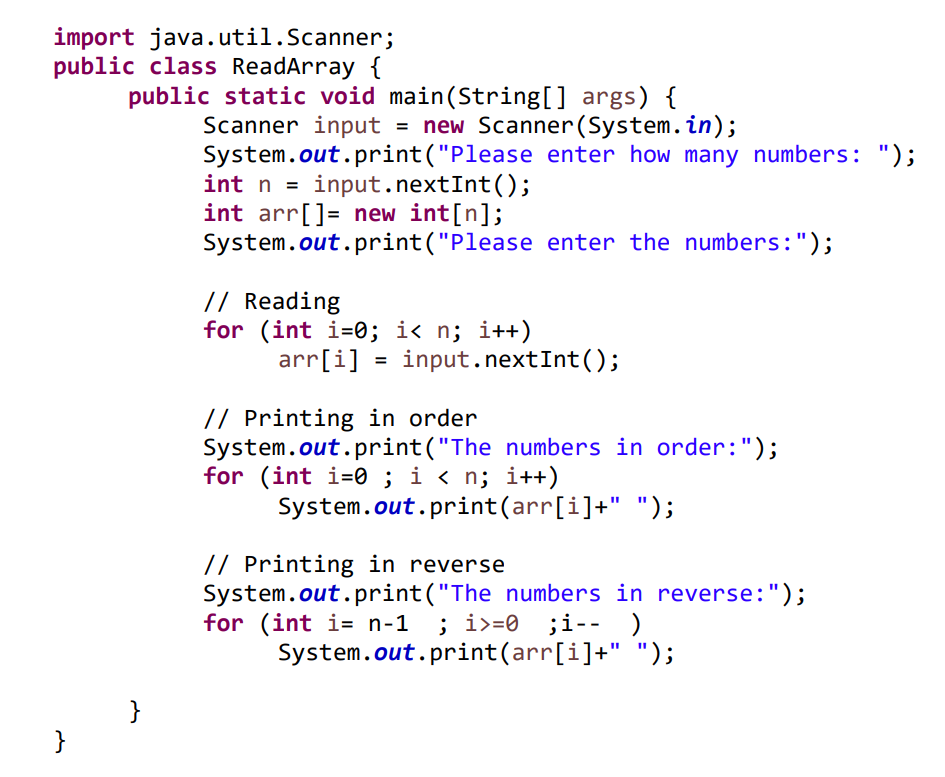 import java.util.Scanner;
public class ReadArray {
public static void main(String[] args) {
Scanner input = new Scanner(System.in);
System.out.print("Please enter how many numbers: ");
int n = input.nextInt();
int arr[]= new int[n];
System.out.print("Please enter the numbers:");
// Reading
for (int i=0; i< n; i++)
arr[i] = input.nextInt();
// Printing in order
System.out.print("The numbers in order:");
for (int i=0 ; i < n; i++)
System.out.print(arr[i]+" ");
// Printing in reverse
System.out.print("The numbers in reverse:");
for (int i= n-1  ; i>=0  ;i--  )
System.out.print(arr[i]+" ");
}
}